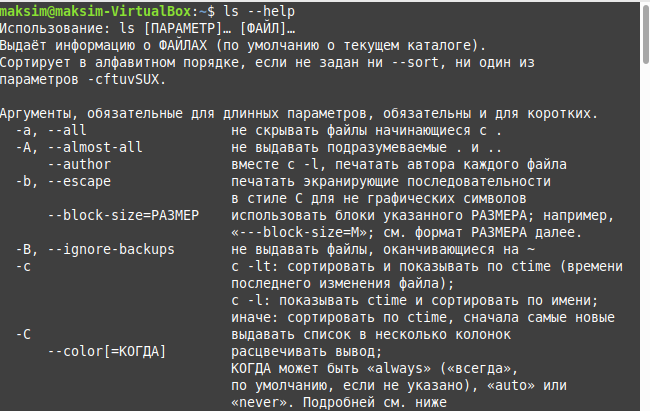 maksim@maksim-VirtualBox:~$ ls --help
Использование: ls [ПАРАМЕТР]… [ФАЙЛ]…
Выдаёт информацию о ФАЙЛАХ (по умолчанию о текущем каталоге).
Сортирует в алфавитном порядке, если не задан ни --sort, ни один из
параметров -cftuvSUX.

Аргументы, обязательные для длинных параметров, обязательны и для коротких.
  -a, --all                  не скрывать файлы начинающиеся с .
  -A, --almost-all           не выдавать подразумеваемые . и ..
      --author               вместе с -l, печатать автора каждого файла
  -b, --escape               печатать экранирующие последовательности
                             в стиле C для не графических символов
      --block-size=РАЗМЕР    использовать блоки указанного РАЗМЕРА; например,
                             «---block-size=M»; см. формат РАЗМЕРА далее.
  -B, --ignore-backups       не выдавать файлы, оканчивающиеся на ~
  -c                         с -lt: сортировать и показывать по ctime (времени
                             последнего изменения файла);
                             с -l: показывать ctime и сортировать по имени;
                             иначе: сортировать по ctime, сначала самые новые
  -C                         выдавать список в несколько колонок
      --color[=КОГДА]        расцвечивать вывод;
                             КОГДА может быть «always» («всегда»,
                             по умолчанию, если не указано), «auto» или
                             «never». Подробней см. ниже